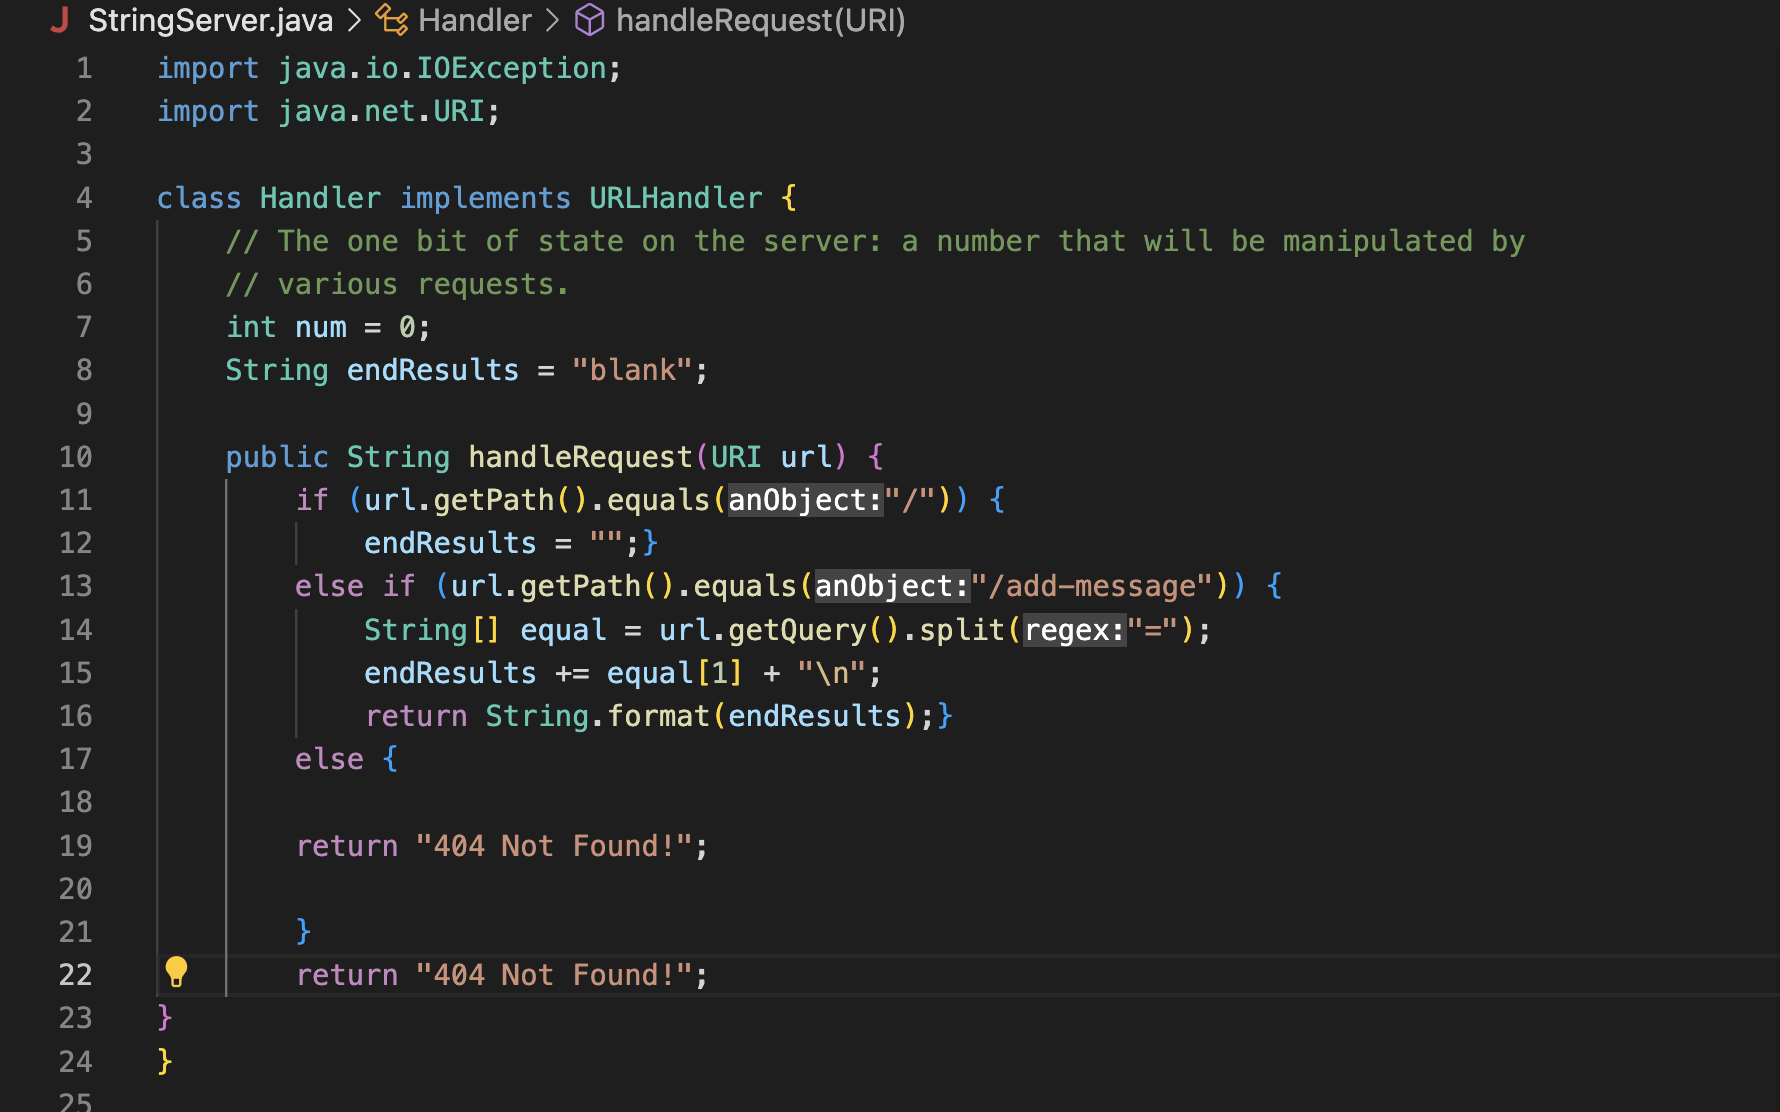 StringServer.java > Handler > handleRequest(URI)
1 import java.io.IOException;
2 import java.net.URI;
3
4 class Handler implements URLHandler {
5 // The one bit of state on the server: a number that will be manipulated by
6 // various requests.
7 int num = 0;
8 String endResults = "blank";
9
10 public String handleRequest(URI url) {
11 if (url.getPath().equals(anObject:"/")) {
12 endResults = "";}
13 else if (url.getPath().equals(anObject:"/add-message")) {
14 String[] equal = url.getQuery().split(regex:"=");
15 endResults += equal[1] + "\n";
16 return String.format(endResults);}
17 else {
18
19 return "404 Not Found!";
20
21 }
22 return "404 Not Found!";
23 }
24 }
25